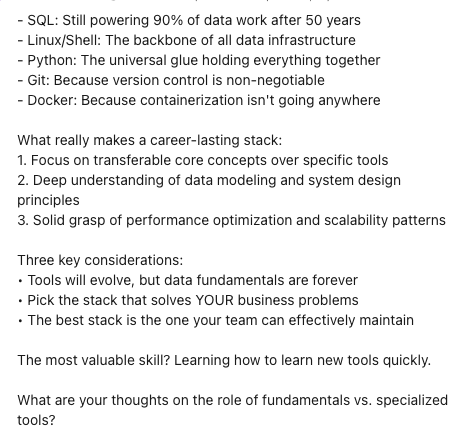 - SQL: Still powering 90% of data work after 50 years
- Linux/Shell: The backbone of all data infrastructure
- Python: The universal glue holding everything together
- Git: Because version control is non-negotiable
- Docker: Because containerization isn't going anywhere
What really makes a career-lasting stack:
1. Focus on transferable core concepts over specific tools
2. Deep understanding of data modeling and system design
principles
3. Solid grasp of performance optimization and scalability patterns
Three key considerations:
• Tools will evolve, but data fundamentals are forever
• Pick the stack that solves YOUR business problems
• The best stack is the one your team can effectively maintain
The most valuable skill? Learning how to learn new tools quickly.
What are your thoughts on the role of fundamentals vs. specialized
tools?